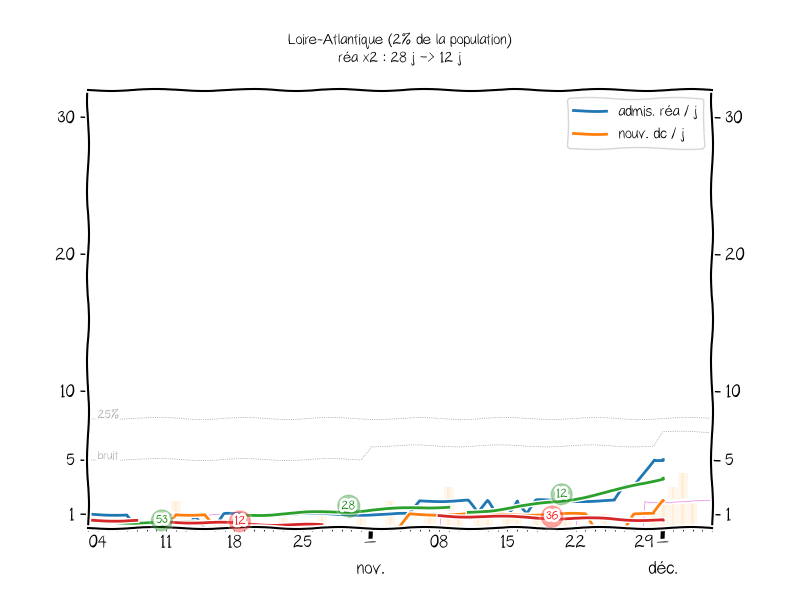 Loire-Atlantique (2% de la population)
réa x2 : 28 j -> 12 j
admis. réa / j
nouv. dc / j
30 30
20 20
10 10
25%
bruit
5 5
1 1
53 12 28 12 36
04 11 18 25 1 08 15 22 29 1
nov. déc.